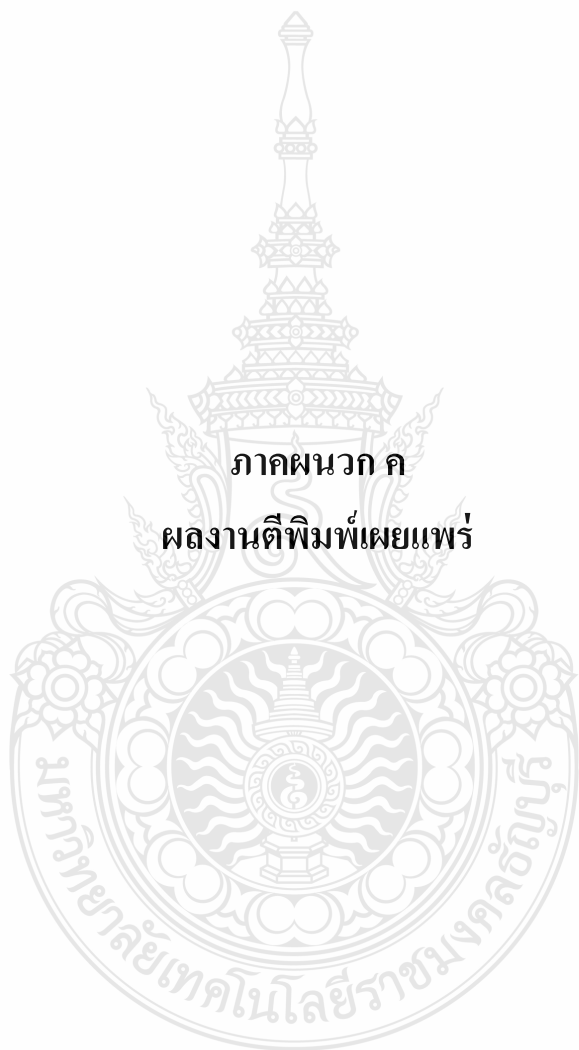 ภาคผนวก ค
ผลงานตีพิมพ์เผยแพร่
มหาวิทยาลัยเทคโนโลยีราชมงคลธัญบุรี